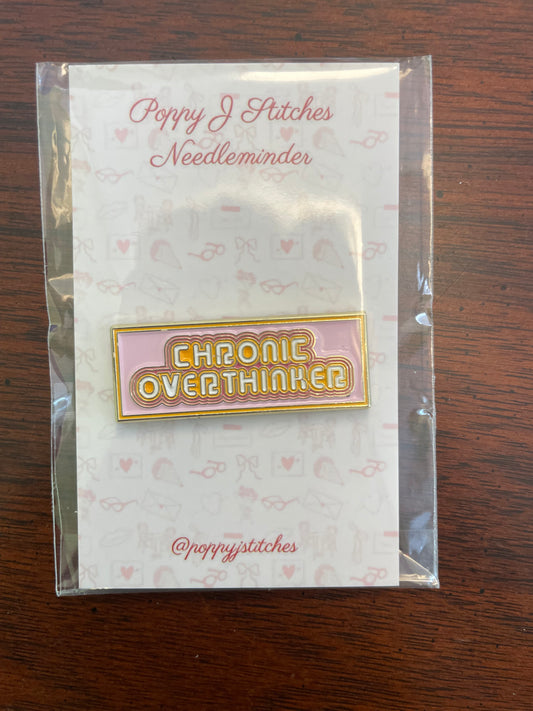 Poppy J Stitches
Needleminder
CHRONIC
OVERTHINKER
@poppyjstitches